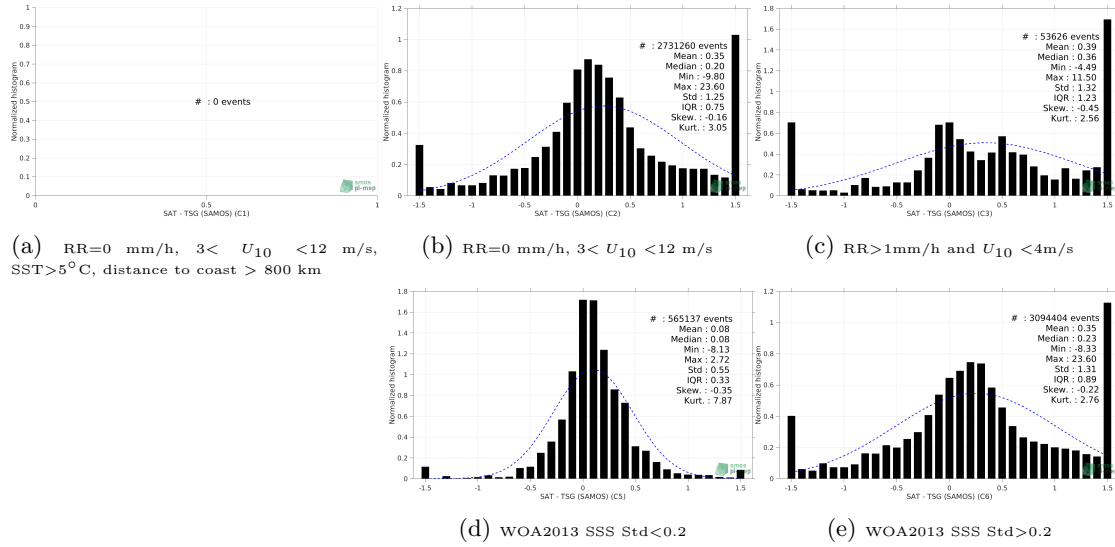 1
0.9
0.8
0.7
0.6
0.5
0.4
0.3
0.2
0.1
0
Normalized histogram
# : 0 events
smos
pi-mep
0 0.5 1
SAT - TSG (SAMOS) (C1)
(a) RR=0 mm/h, 3< U10 <12 m/s,
SST>5°C, distance to coast > 800 km
1.2
1
0.8
0.6
0.4
0.2
0
Normalized histogram
# : 2731260 events
Mean : 0.35
Median : 0.20
Min : -9.80
Max : 23.60
Std : 1.25
IQR : 0.75
Skew. : -0.16
Kurt. : 3.05
smos
pi-mep
-1.5 -1 -0.5 0 0.5 1 1.5
SAT - TSG (SAMOS) (C2)
(b) RR=0 mm/h, 3< U10 <12 m/s
1.8
1.6
1.4
1.2
1
0.8
0.6
0.4
0.2
0
Normalized histogram
# : 53626 events
Mean : 0.39
Median : 0.36
Min : -4.49
Max : 11.50
Std : 1.32
IQR : 1.23
Skew. : -0.45
Kurt. : 2.56
smos
pi-mep
-1.5 -1 -0.5 0 0.5 1 1.5
SAT - TSG (SAMOS) (C3)
(c) RR>1mm/h and U10 <4m/s
1.8
1.6
1.4
1.2
1
0.8
0.6
0.4
0.2
0
Normalized histogram
# : 565137 events
Mean : 0.08
Median : 0.08
Min : -8.13
Max : 2.72
Std : 0.55
IQR : 0.33
Skew. : -0.35
Kurt. : 7.87
smos
pi-mep
-1.5 -1 -0.5 0 0.5 1 1.5
SAT - TSG (SAMOS) (C5)
(d) WOA2013 SSS Std<0.2
1.2
1
0.8
0.6
0.4
0.2
0
Normalized histogram
# : 3094404 events
Mean : 0.35
Median : 0.23
Min : -8.33
Max : 23.60
Std : 1.31
IQR : 0.89
Skew. : -0.22
Kurt. : 2.76
smos
pi-mep
-1.5 -1 -0.5 0 0.5 1 1.5
SAT - TSG (SAMOS) (C6)
(e) WOA2013 SSS Std>0.2